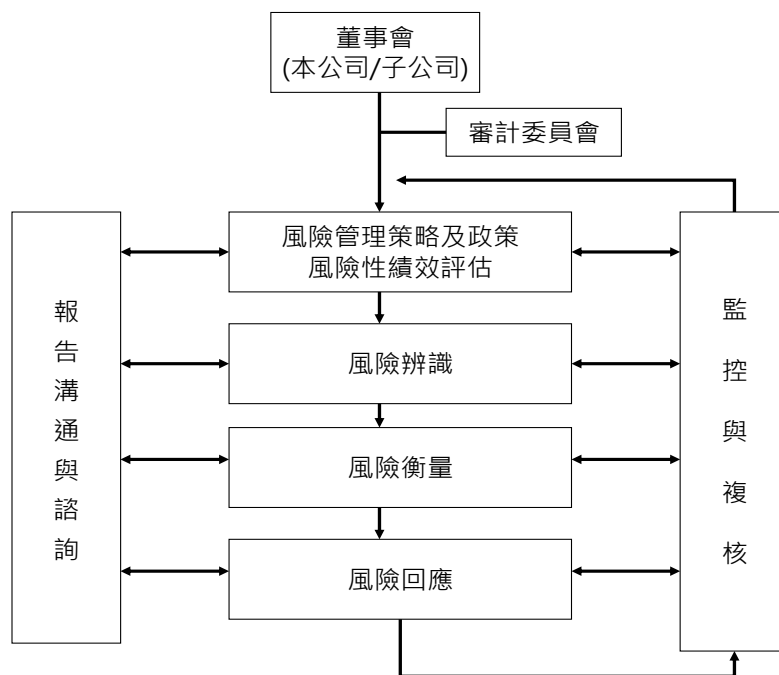 董事會
(本公司/子公司)
審計委員會
風險管理策略及政策
風險性績效評估
報告溝通與諮詢
監控與複核
風險辨識
風險衡量
風險回應